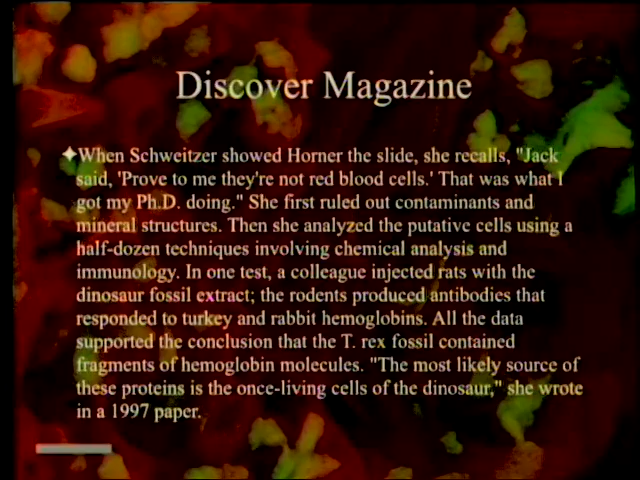 Discover Magazine
✦When Schweitzer showed Horner the slide, she recalls, "Jack
said, 'Prove to me they're not red blood cells.' That was what I
got my Ph.D. doing." She first ruled out contaminants and
mineral structures. Then she analyzed the putative cells using a
half-dozen techniques involving chemical analysis and
immunology. In one test, a colleague injected rats with the
dinosaur fossil extract; the rodents produced antibodies that
responded to turkey and rabbit hemoglobins. All the data
supported the conclusion that the T. rex fossil contained
fragments of hemoglobin molecules. "The most likely source of
these proteins is the once-living cells of the dinosaur," she wrote
in a 1997 paper.